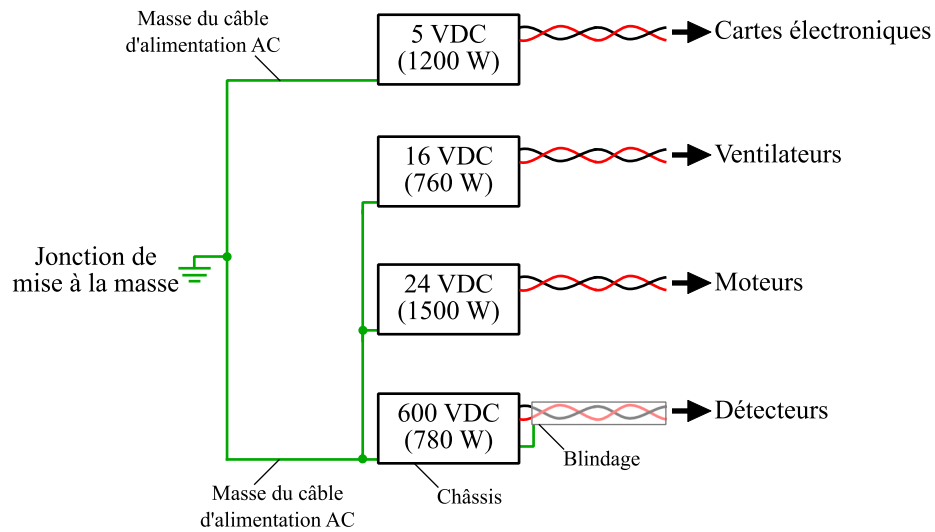 Masse du câble
d'alimentation AC
5 VDC
(1200 W)
Cartes électroniques
16 VDC
(760 W)
Ventilateurs
Jonction de
mise à la masse
24 VDC
(1500 W)
Moteurs
600 VDC
(780 W)
Détecteurs
Blindage
Masse du câble
d'alimentation AC
Châssis